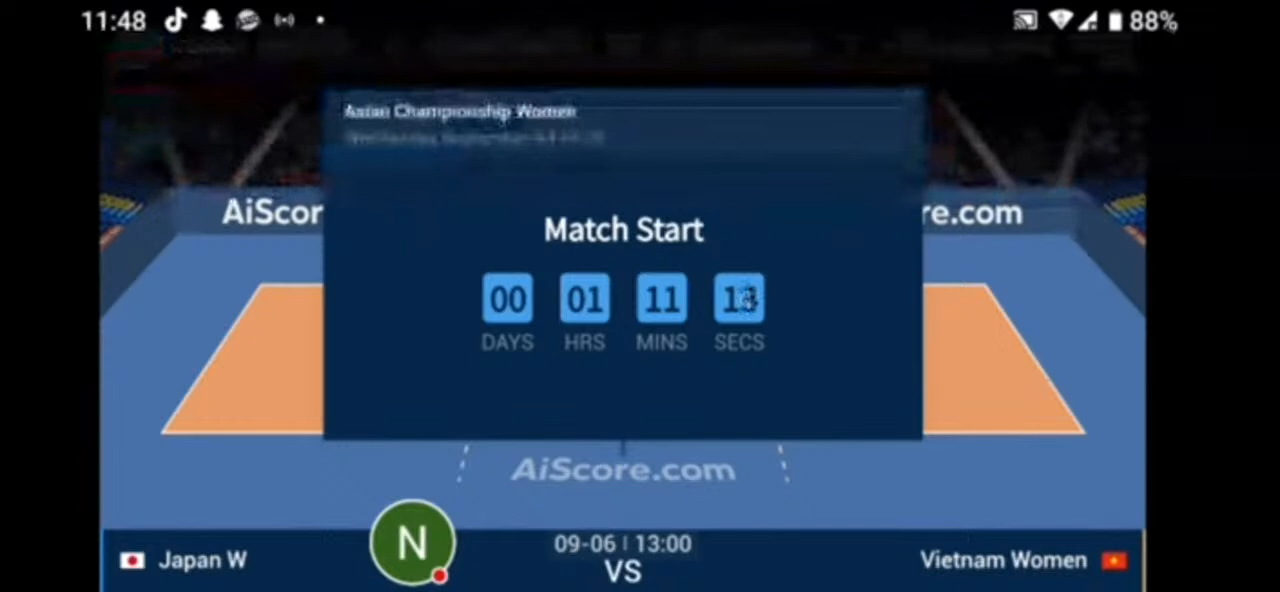 11:48 88%
Asian Championship Women
AiScor re.com
Match Start
00 01 11
DAYS HRS MINS SECS
AiScore.com
N
09-06 | 13:00
Japan W VS Vietnam Women